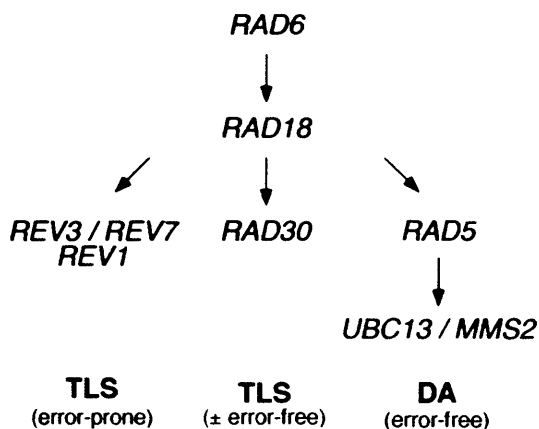 RAD6
RAD18
REV3 / REV7 RAD30 RAD5
REV1
UBC13 / MMS2
TLS TLS DA
(error-prone) (± error-free) (error-free)